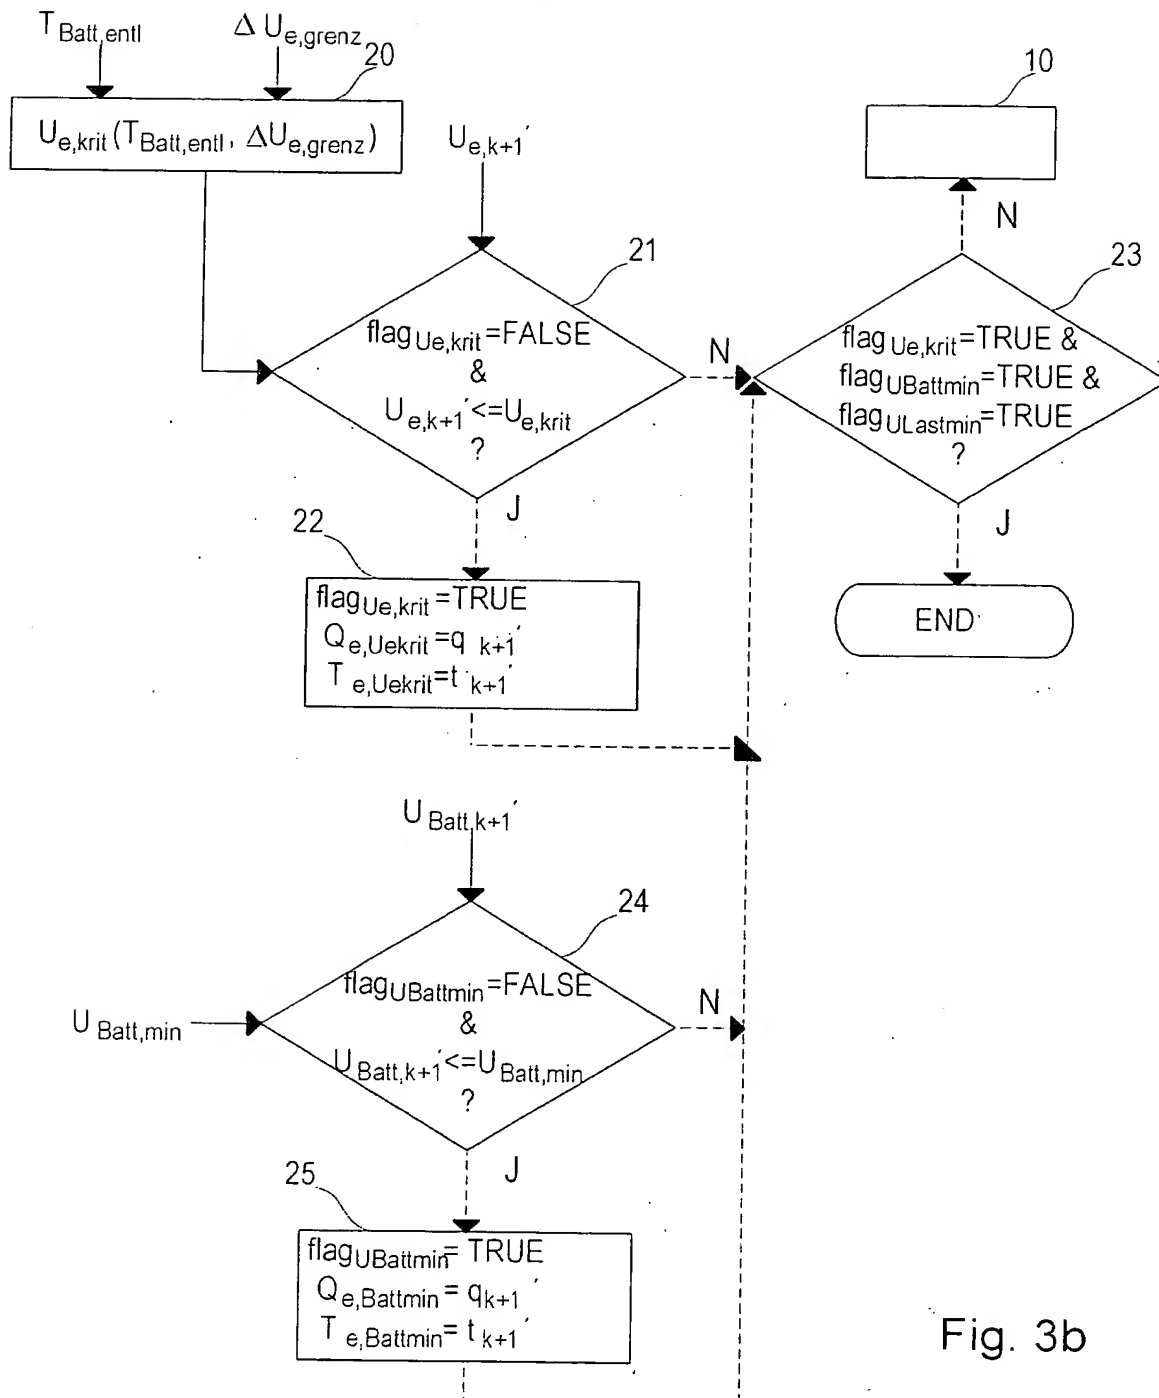 T Batt,entl
Δ U e,grenz
20
U e,krit (T Batt,entl, ΔU e,grenz)
U e,k+1′
10
N
21
flag Ue,krit =FALSE
&
U e,k+1′ <=U e,krit
?
N
J
23
flag Ue,krit =TRUE &
flag UBattmin =TRUE &
flag ULastmin =TRUE
?
J
END
22
flag Ue,krit =TRUE
Q e,Uekrit =q k+1′
T e,Uekrit =t k+1′
U Batt,k+1′
24
U Batt,min
flag UBattmin =FALSE
&
U Batt,k+1′ <=U Batt,min
?
N
J
25
flag UBattmin = TRUE
Q e,Battmin = q k+1′
T e,Battmin = t k+1′
Fig. 3b